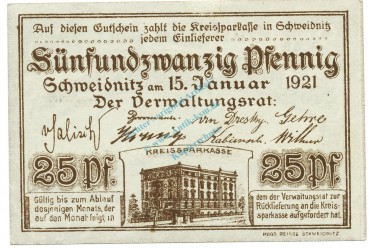 Auf diesen Gutschein zahlt die Kreissparkasse in Schweidnitz
jedem Einlieferer
Fünfundzwanzig Pfennig
Schweidnitz am 15. Januar 1921
Der Verwaltungsrat:
KREISSPARKASSE
25 Pf.
Gültig bis zum Ablauf
desjenigen Monats, der
auf den Monat folgt in
25 Pf.
dem der Verwaltungsrat zur
Rücklieferung an die Kreis-
sparkasse aufgefordert hat.
SCHWEIDNITZ